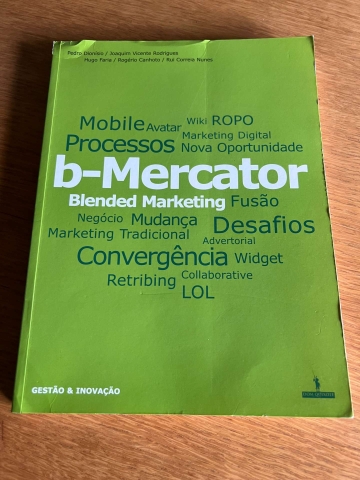 Pedro Dionísio / Joaquim Vicente Rodrigues
Hugo Faria / Rogério Canhoto / Rui Correia Nunes
Mobile Avatar Wiki ROPO
Marketing Digital
Processos Nova Oportunidade
b-Mercator
Blended Marketing Fusão
Negócio Mudança Desafios
Marketing Tradicional Advertorial
Convergência Widget
Retribing Collaborative
LOL
GESTÃO & INOVAÇÃO